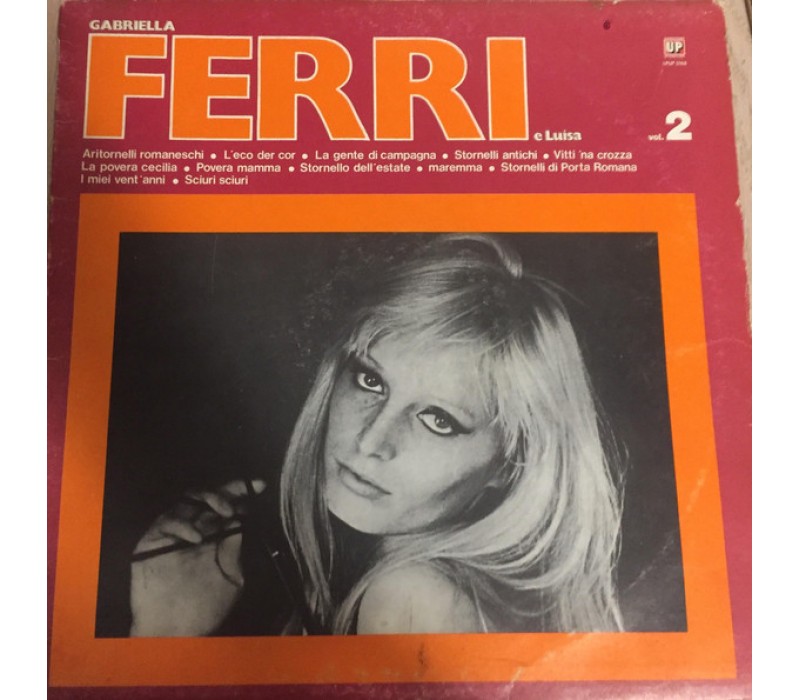 GABRIELLA
FERRI
e Luisa
vol. 2
UP
Aritornelli romaneschi • L'eco der cor • La gente di campagna • Stornelli antichi • Vitti 'na crozza
La povera cecilia • Povera mamma • Stornello dell'estate • maremma • Stornelli di Porta Romana
I miei vent'anni • Sciuri sciuri